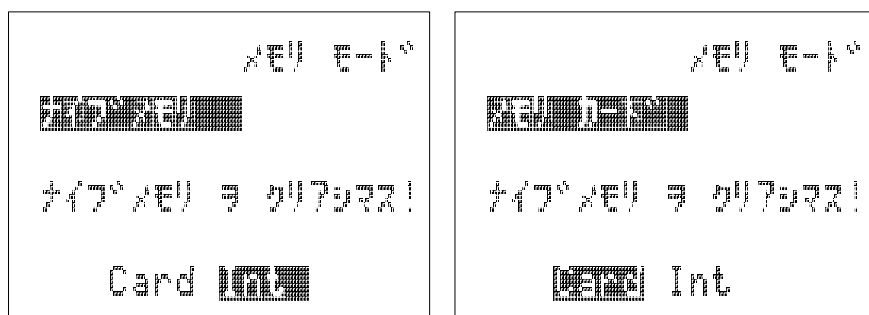 メモリ モード
ナイブメモリ
ナイブメモリ ヲ クリアシマス!
Card Int
メモリ モード
メモリ カード
ナイブメモリ ヲ クリアシマス!
Card Int